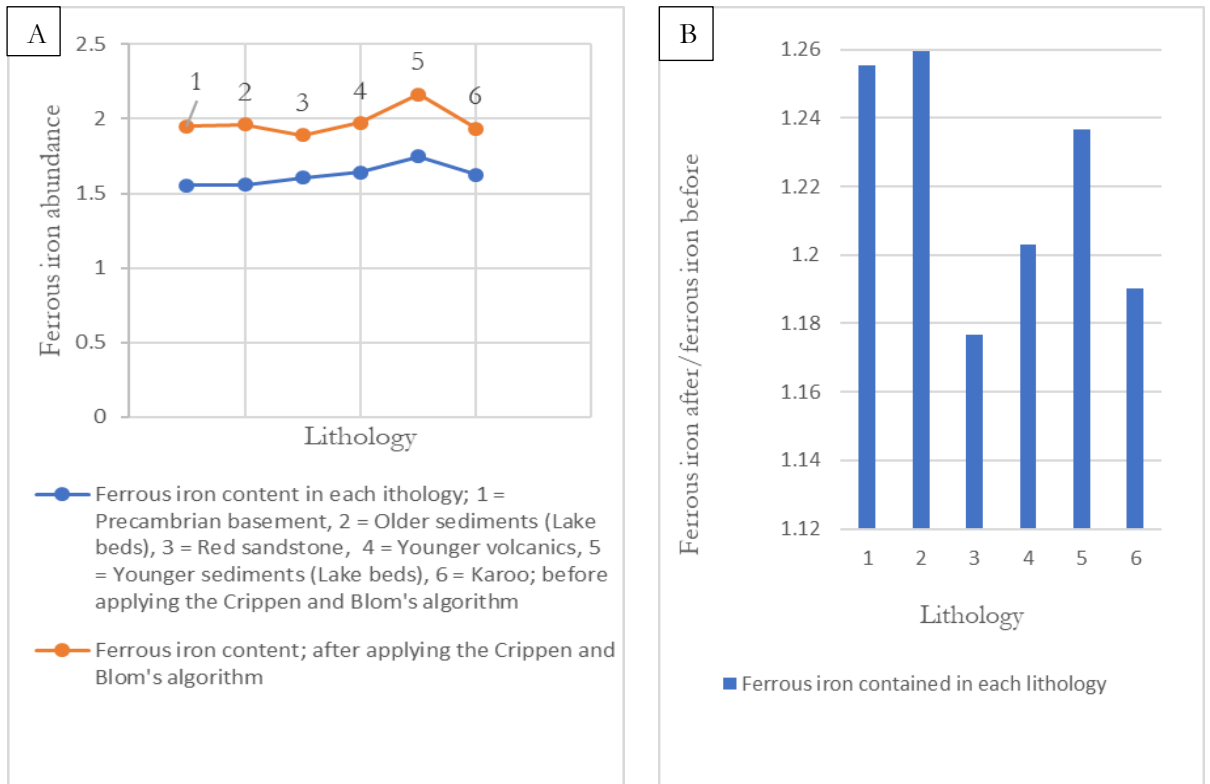 A
2.5
2
1.5
1
0.5
0
Ferrous iron abundance
1
2
3
4
5
6
Lithology
Ferrous iron content in each ithology; 1 =
Precambrian basement, 2 = Older sediments (Lake
beds), 3 = Red sandstone, 4 = Younger volcanics, 5
= Younger sediments (Lake beds), 6 = Karoo; before
applying the Crippen and Blom's algorithm
Ferrous iron content; after applying the Crippen and
Blom's algorithm
B
1.26
1.24
1.22
1.2
1.18
1.16
1.14
1.12
Ferrous iron after/ferrous iron before
1 2 3 4 5 6
Lithology
Ferrous iron contained in each lithology